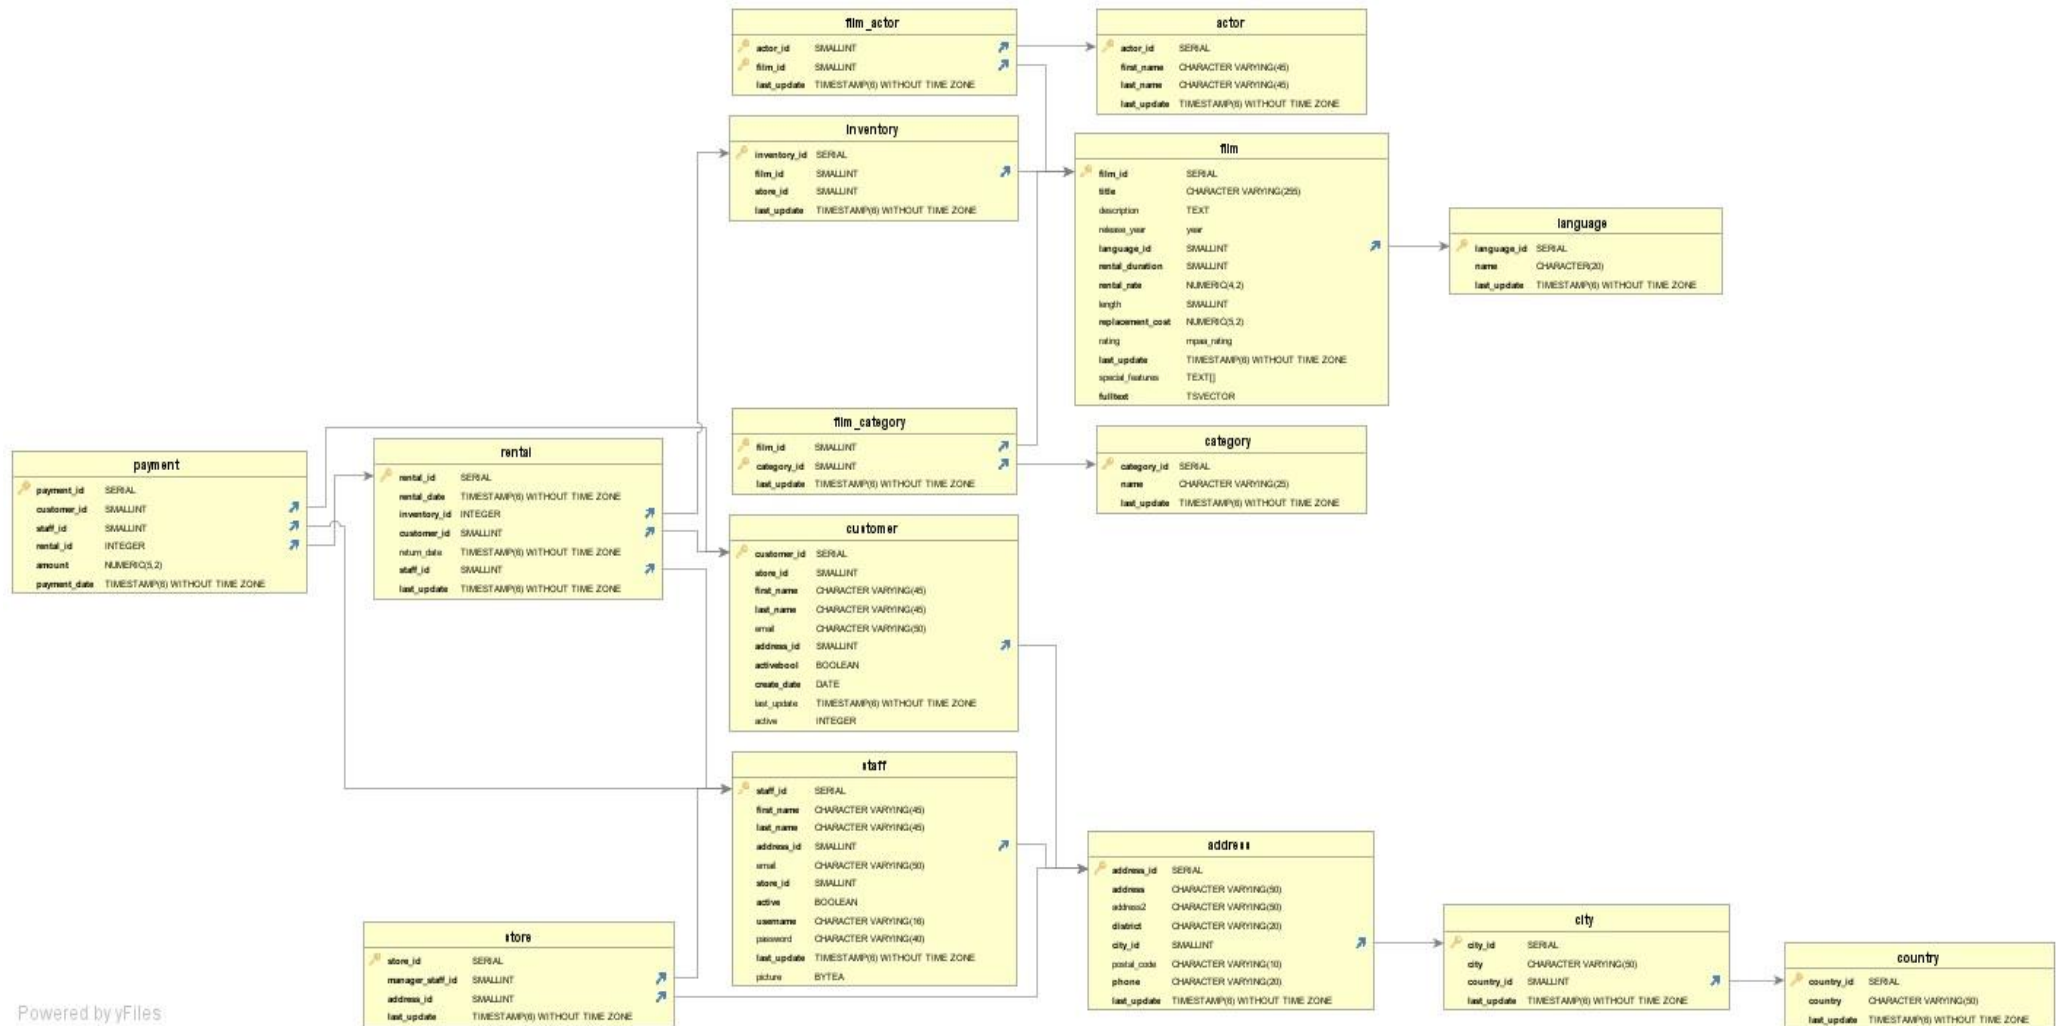 film_actor
actor_id SMALLINT
film_id SMALLINT
last_update TIMESTAMP(6) WITHOUT TIME ZONE
actor
actor_id SERIAL
first_name CHARACTER VARYING(45)
last_name CHARACTER VARYING(45)
last_update TIMESTAMP(6) WITHOUT TIME ZONE
inventory
inventory_id SERIAL
film_id SMALLINT
store_id SMALLINT
last_update TIMESTAMP(6) WITHOUT TIME ZONE
film
film_id SERIAL
title CHARACTER VARYING(255)
description TEXT
release_year year
language_id SMALLINT
rental_duration SMALLINT
rental_rate NUMERIC(4,2)
length SMALLINT
replacement_cost NUMERIC(5,2)
rating mpaa_rating
last_update TIMESTAMP(6) WITHOUT TIME ZONE
special_features TEXT[]
fulltext TSVECTOR
language
language_id SERIAL
name CHARACTER(20)
last_update TIMESTAMP(6) WITHOUT TIME ZONE
film_category
film_id SMALLINT
category_id SMALLINT
last_update TIMESTAMP(6) WITHOUT TIME ZONE
category
category_id SERIAL
name CHARACTER VARYING(25)
last_update TIMESTAMP(6) WITHOUT TIME ZONE
payment
payment_id SERIAL
customer_id SMALLINT
staff_id SMALLINT
rental_id INTEGER
amount NUMERIC(5,2)
payment_date TIMESTAMP(6) WITHOUT TIME ZONE
rental
rental_id SERIAL
rental_date TIMESTAMP(6) WITHOUT TIME ZONE
inventory_id INTEGER
customer_id SMALLINT
return_date TIMESTAMP(6) WITHOUT TIME ZONE
staff_id SMALLINT
last_update TIMESTAMP(6) WITHOUT TIME ZONE
customer
customer_id SERIAL
store_id SMALLINT
first_name CHARACTER VARYING(45)
last_name CHARACTER VARYING(45)
email CHARACTER VARYING(50)
address_id SMALLINT
activebool BOOLEAN
create_date DATE
last_update TIMESTAMP(6) WITHOUT TIME ZONE
active INTEGER
staff
staff_id SERIAL
first_name CHARACTER VARYING(45)
last_name CHARACTER VARYING(45)
address_id SMALLINT
email CHARACTER VARYING(50)
store_id SMALLINT
active BOOLEAN
username CHARACTER VARYING(16)
password CHARACTER VARYING(40)
last_update TIMESTAMP(6) WITHOUT TIME ZONE
picture BYTEA
store
store_id SERIAL
manager_staff_id SMALLINT
address_id SMALLINT
last_update TIMESTAMP(6) WITHOUT TIME ZONE
address
address_id SERIAL
address CHARACTER VARYING(50)
address2 CHARACTER VARYING(50)
district CHARACTER VARYING(20)
city_id SMALLINT
postal_code CHARACTER VARYING(10)
phone CHARACTER VARYING(20)
last_update TIMESTAMP(6) WITHOUT TIME ZONE
city
city_id SERIAL
city CHARACTER VARYING(50)
country_id SMALLINT
last_update TIMESTAMP(6) WITHOUT TIME ZONE
country
country_id SERIAL
country CHARACTER VARYING(50)
last_update TIMESTAMP(6) WITHOUT TIME ZONE
Powered by yFiles